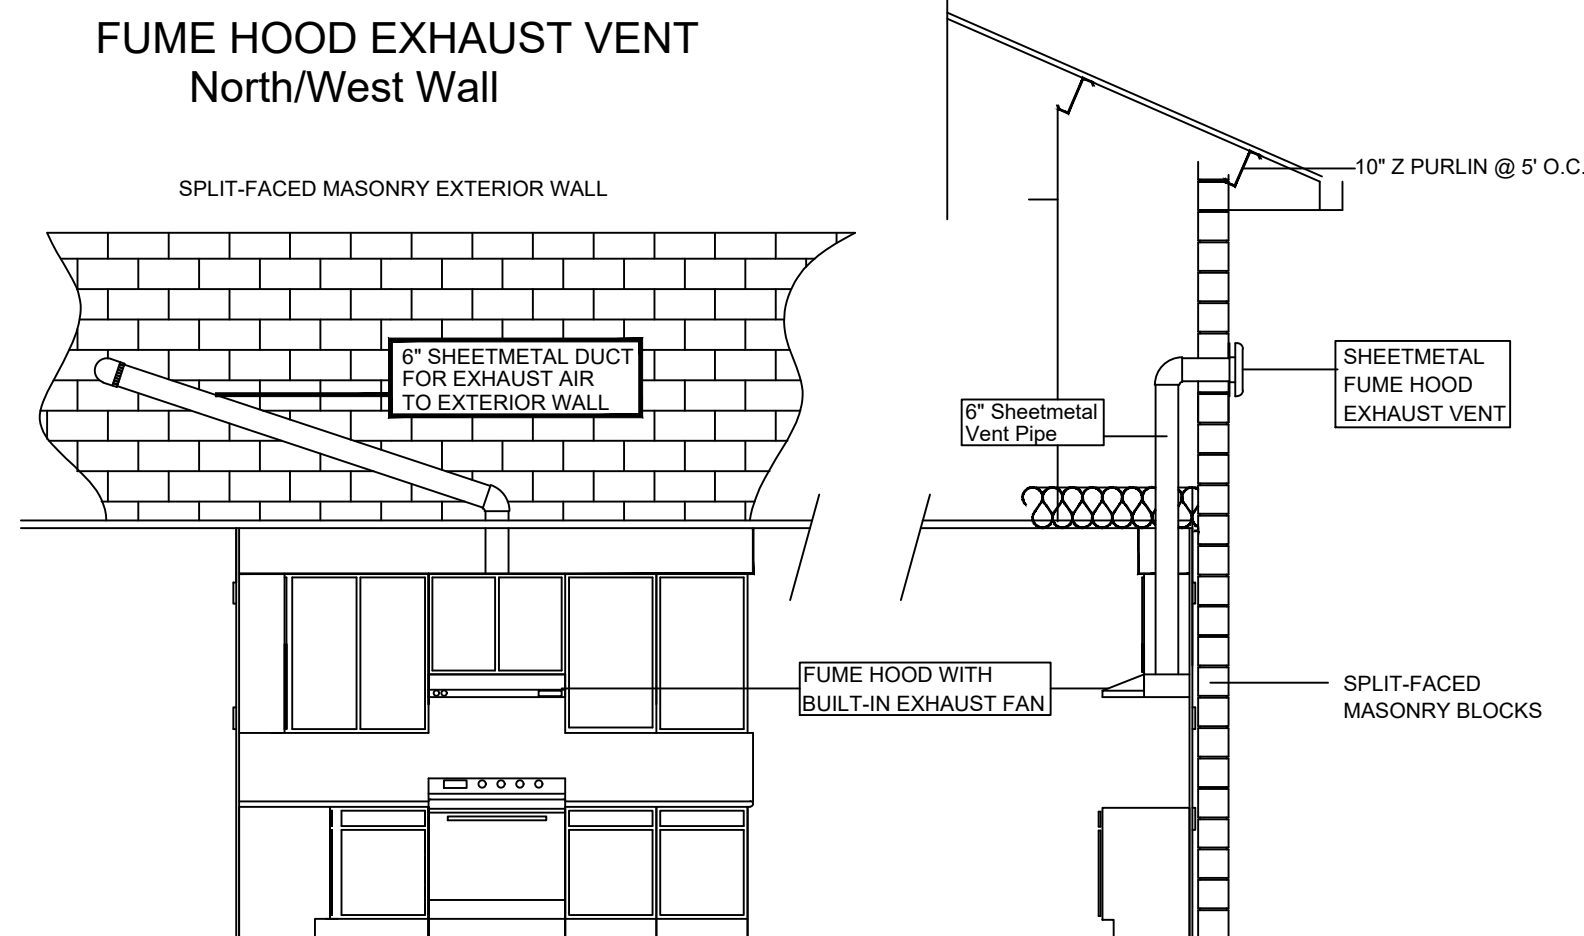 FUME HOOD EXHAUST VENT
North/West Wall
SPLIT-FACED MASONRY EXTERIOR WALL
6" SHEETMETAL DUCT
FOR EXHAUST AIR
TO EXTERIOR WALL
10" Z PURLIN @ 5' O.C.
SHEETMETAL
FUME HOOD
EXHAUST VENT
6" Sheetmetal
Vent Pipe
FUME HOOD WITH
BUILT-IN EXHAUST FAN
SPLIT-FACED
MASONRY BLOCKS